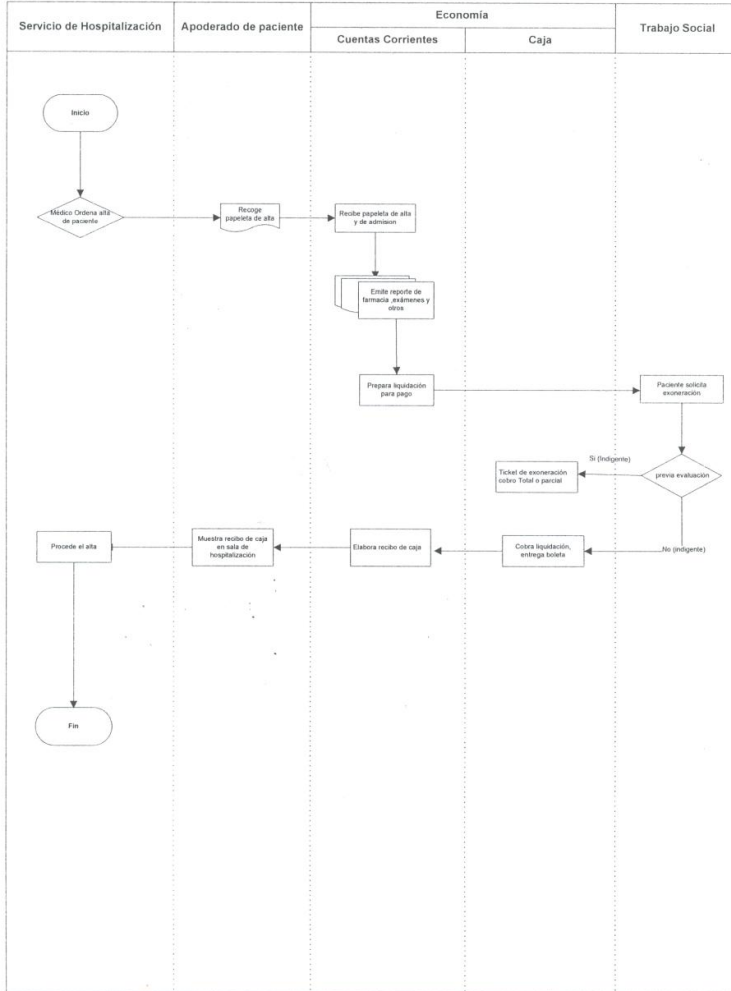 Servicio de Hospitalización
Apoderado de paciente
Economía
Cuentas Corrientes
Caja
Trabajo Social
Inicio
Médico Ordena alta
de paciente
Recoge
papeleta de alta
Recibe papeleta de alta
y de admision
Emite reporte de
farmacia ,exámenes y
otros
Prepara liquidación
para pago
Paciente solicita
exoneración
Si (Indigente)
previa evaluación
Ticket de exoneración
cobro Total o parcial
No (indigente)
Cobra liquidación,
entrega boleta
Elabora recibo de caja
Muestra recibo de caja
en sala de
hospitalización
Procede el alta
Fin